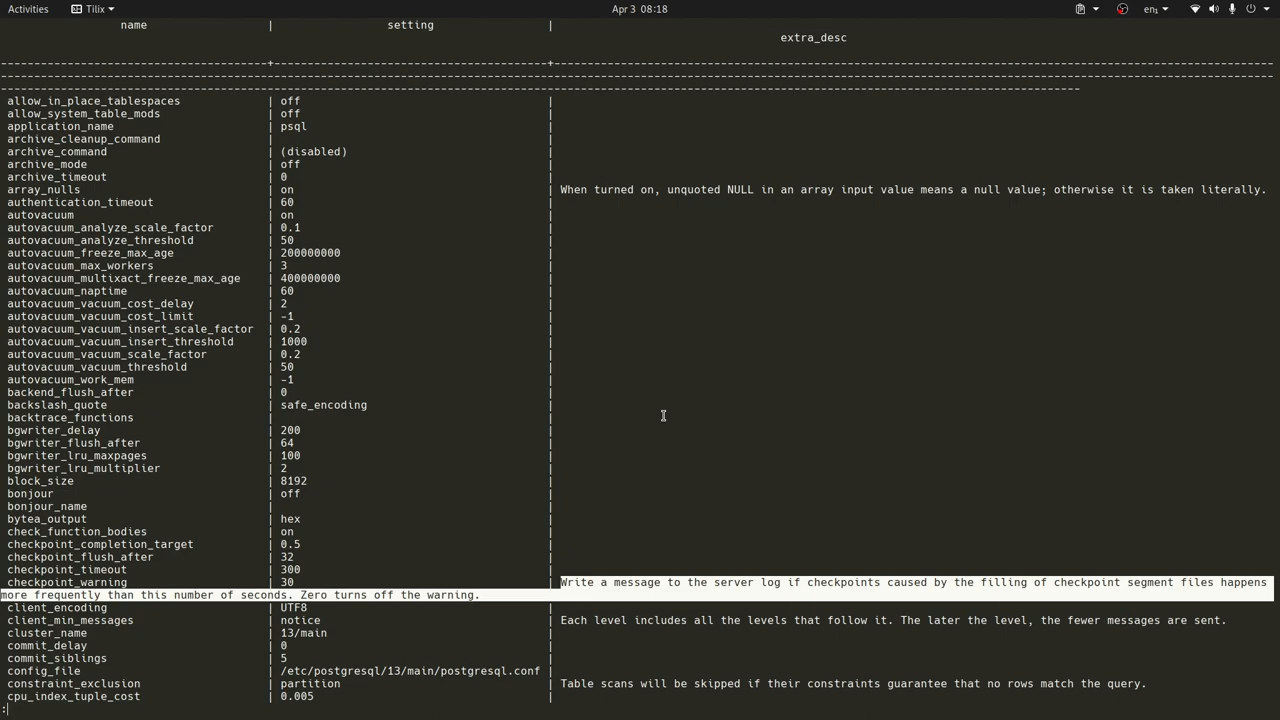 Activities Tilix Apr 3 08:18 en₁
name | setting |
extra_desc
---------------------------------------+-----------------------------------------+----------------------------------------------------------------------------------------------------------
----------------------------------------------------------------------------------------------------------------------------------------------------------------------------------------------
-----------------------------------------------------------------------------------------------------------------------------------------------------------------
allow_in_place_tablespaces | off |
allow_system_table_mods | off |
application_name | psql |
archive_cleanup_command | |
archive_command | (disabled) |
archive_mode | off |
archive_timeout | 0 |
array_nulls | on | When turned on, unquoted NULL in an array input value means a null value; otherwise it is taken literally.
authentication_timeout | 60 |
autovacuum | on |
autovacuum_analyze_scale_factor | 0.1 |
autovacuum_analyze_threshold | 50 |
autovacuum_freeze_max_age | 200000000 |
autovacuum_max_workers | 3 |
autovacuum_multixact_freeze_max_age | 400000000 |
autovacuum_naptime | 60 |
autovacuum_vacuum_cost_delay | 2 |
autovacuum_vacuum_cost_limit | -1 |
autovacuum_vacuum_insert_scale_factor | 0.2 |
autovacuum_vacuum_insert_threshold | 1000 |
autovacuum_vacuum_scale_factor | 0.2 |
autovacuum_vacuum_threshold | 50 |
autovacuum_work_mem | -1 |
backend_flush_after | 0 |
backslash_quote | safe_encoding |
backtrace_functions | |
bgwriter_delay | 200 |
bgwriter_flush_after | 64 |
bgwriter_lru_maxpages | 100 |
bgwriter_lru_multiplier | 2 |
block_size | 8192 |
bonjour | off |
bonjour_name | |
bytea_output | hex |
check_function_bodies | on |
checkpoint_completion_target | 0.5 |
checkpoint_flush_after | 32 |
checkpoint_timeout | 300 |
checkpoint_warning | 30 | Write a message to the server log if checkpoints caused by the filling of checkpoint segment files happens
more frequently than this number of seconds. Zero turns off the warning.
client_encoding | UTF8 |
client_min_messages | notice | Each level includes all the levels that follow it. The later the level, the fewer messages are sent.
cluster_name | 13/main |
commit_delay | 0 |
commit_siblings | 5 |
config_file | /etc/postgresql/13/main/postgresql.conf |
constraint_exclusion | partition | Table scans will be skipped if their constraints guarantee that no rows match the query.
cpu_index_tuple_cost | 0.005 |
: